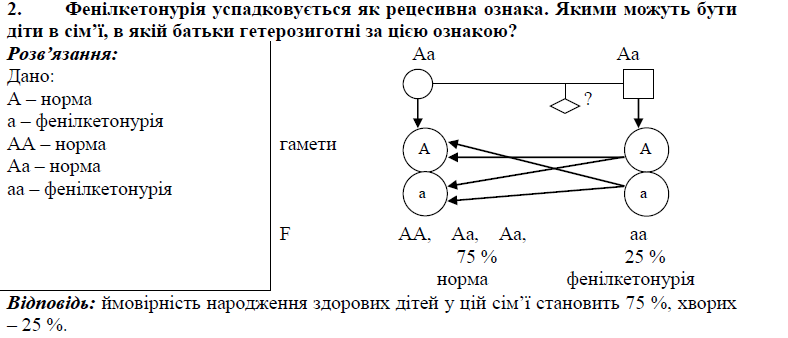 2. Фенілкетонурія успадковується як рецесивна ознака. Якими можуть бути
діти в сім’ї, в якій батьки гетерозиготні за цією ознакою?
Розв’язання:
Дано:
А – норма
а – фенілкетонурія
АА – норма
Аа – норма
аа – фенілкетонурія
Аа Аа
?
гамети А А
а а
F АА, Аа, Аа, аа
75 % 25 %
норма фенілкетонурія
Відповідь: ймовірність народження здорових дітей у цій сім’ї становить 75 %, хворих
– 25 %.